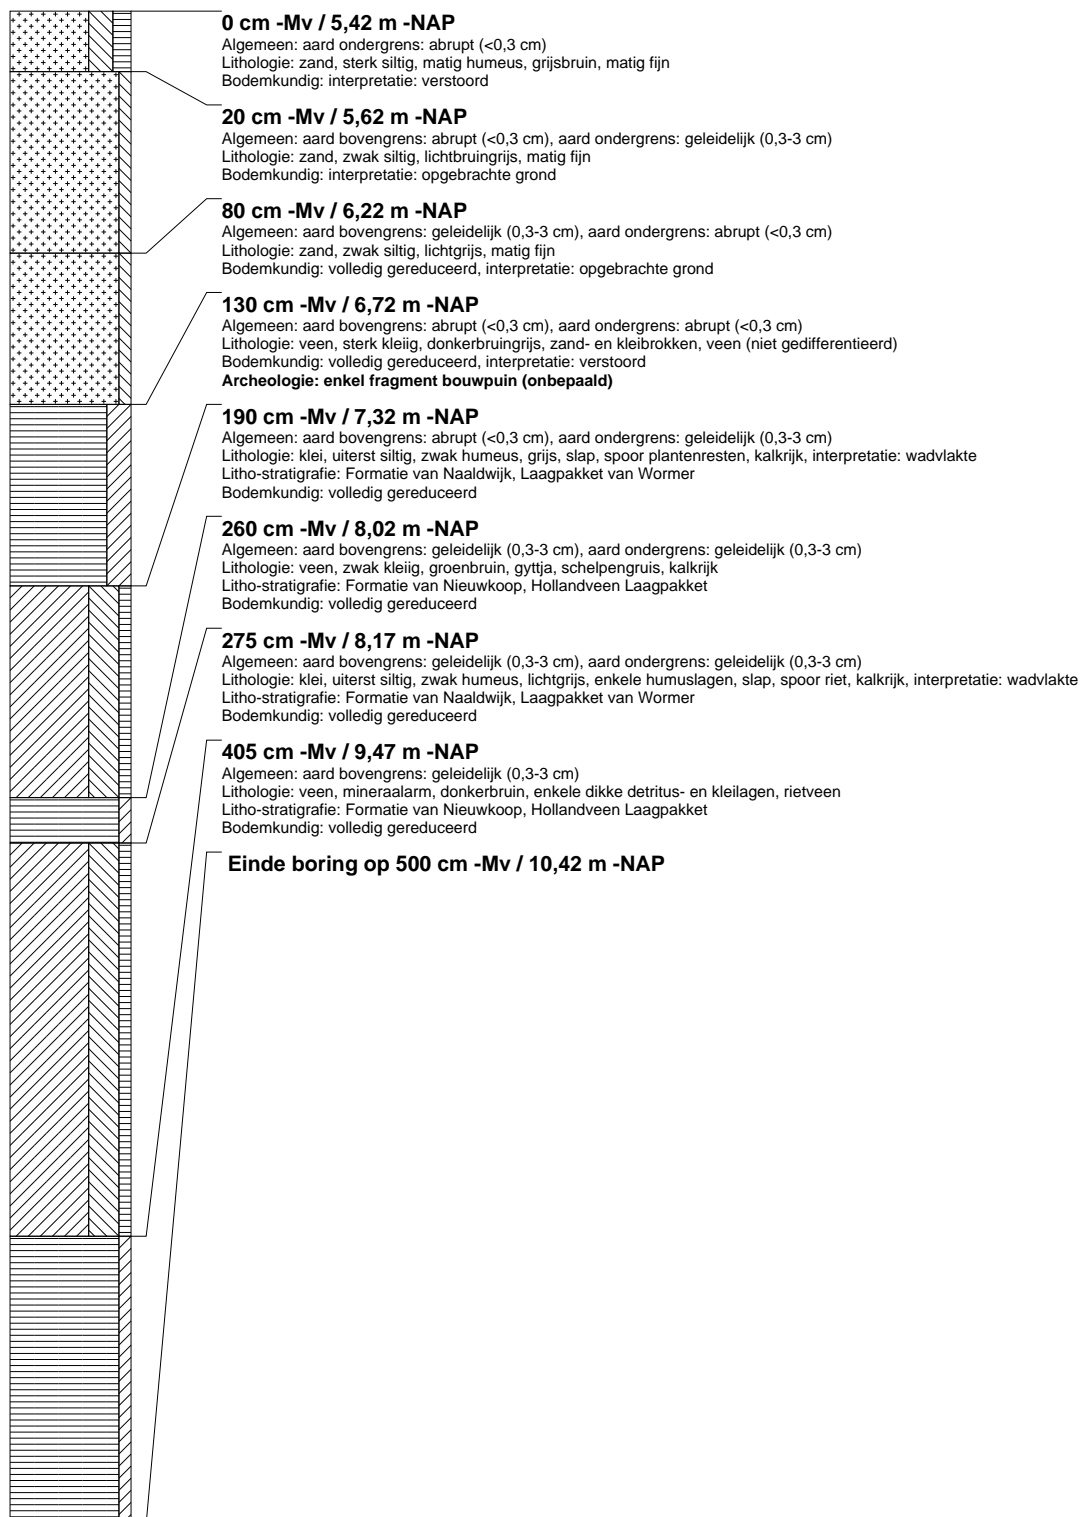 0 cm -Mv / 5,42 m -NAP
Algemeen: aard ondergrens: abrupt (<0,3 cm)
Lithologie: zand, sterk siltig, matig humeus, grijsbruin, matig fijn
Bodemkundig: interpretatie: verstoord
20 cm -Mv / 5,62 m -NAP
Algemeen: aard bovengrens: abrupt (<0,3 cm), aard ondergrens: geleidelijk (0,3-3 cm)
Lithologie: zand, zwak siltig, lichtbruingrijs, matig fijn
Bodemkundig: interpretatie: opgebrachte grond
80 cm -Mv / 6,22 m -NAP
Algemeen: aard bovengrens: geleidelijk (0,3-3 cm), aard ondergrens: abrupt (<0,3 cm)
Lithologie: zand, zwak siltig, lichtgrijs, matig fijn
Bodemkundig: volledig gereduceerd, interpretatie: opgebrachte grond
130 cm -Mv / 6,72 m -NAP
Algemeen: aard bovengrens: abrupt (<0,3 cm), aard ondergrens: abrupt (<0,3 cm)
Lithologie: veen, sterk kleiig, donkerbruingrijs, zand- en kleibrokken, veen (niet gedifferentieerd)
Bodemkundig: volledig gereduceerd, interpretatie: verstoord
Archeologie: enkel fragment bouwpuin (onbepaald)
190 cm -Mv / 7,32 m -NAP
Algemeen: aard bovengrens: abrupt (<0,3 cm), aard ondergrens: geleidelijk (0,3-3 cm)
Lithologie: klei, uiterst siltig, zwak humeus, grijs, slap, spoor plantenresten, kalkrijk, interpretatie: wadvlakte
Litho-stratigrafie: Formatie van Naaldwijk, Laagpakket van Wormer
Bodemkundig: volledig gereduceerd
260 cm -Mv / 8,02 m -NAP
Algemeen: aard bovengrens: geleidelijk (0,3-3 cm), aard ondergrens: geleidelijk (0,3-3 cm)
Lithologie: veen, zwak kleiig, groenbruin, gyttja, schelpengruis, kalkrijk
Litho-stratigrafie: Formatie van Nieuwkoop, Hollandveen Laagpakket
Bodemkundig: volledig gereduceerd
275 cm -Mv / 8,17 m -NAP
Algemeen: aard bovengrens: geleidelijk (0,3-3 cm), aard ondergrens: geleidelijk (0,3-3 cm)
Lithologie: klei, uiterst siltig, zwak humeus, lichtgrijs, enkele humuslagen, slap, spoor riet, kalkrijk, interpretatie: wadvlakte
Litho-stratigrafie: Formatie van Naaldwijk, Laagpakket van Wormer
Bodemkundig: volledig gereduceerd
405 cm -Mv / 9,47 m -NAP
Algemeen: aard bovengrens: geleidelijk (0,3-3 cm)
Lithologie: veen, mineraalarm, donkerbruin, enkele dikke detritus- en kleilagen, rietveen
Litho-stratigrafie: Formatie van Nieuwkoop, Hollandveen Laagpakket
Bodemkundig: volledig gereduceerd
Einde boring op 500 cm -Mv / 10,42 m -NAP